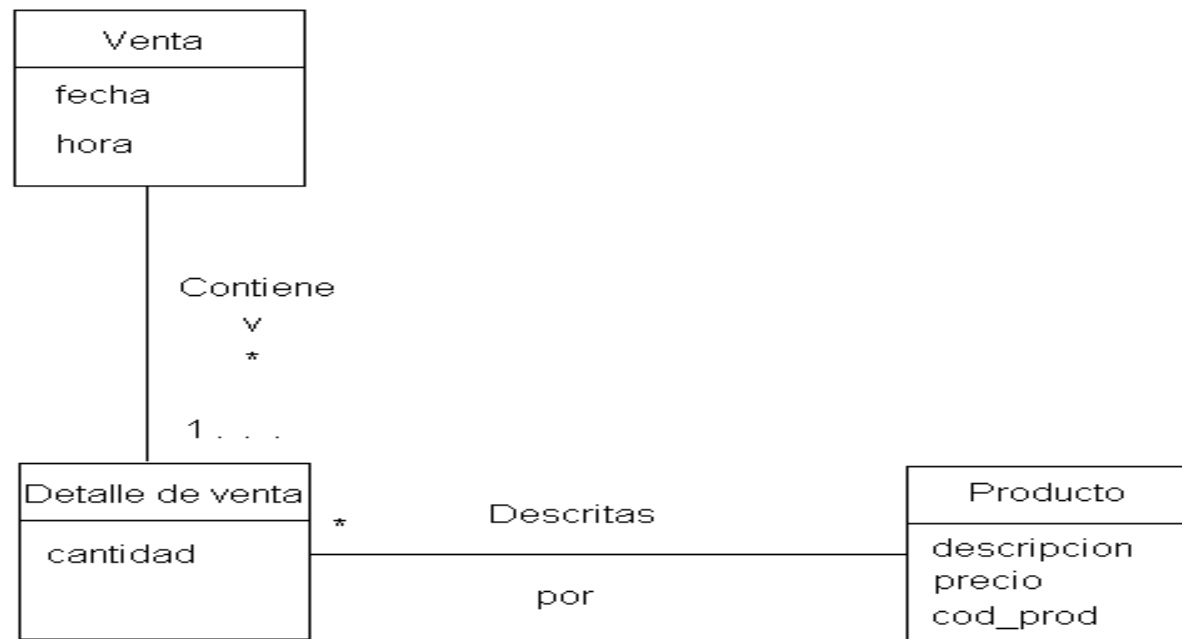 Venta
fecha
hora
Contiene
v
*
1 . . .
Detalle de venta
cantidad
*
Descritas
por
Producto
descripcion
precio
cod_prod